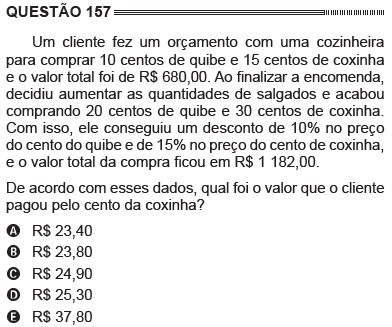 QUESTÃO 157
Um cliente fez um orçamento com uma cozinheira
para comprar 10 centos de quibe e 15 centos de coxinha
e o valor total foi de R$ 680,00. Ao finalizar a encomenda,
decidiu aumentar as quantidades de salgados e acabou
comprando 20 centos de quibe e 30 centos de coxinha.
Com isso, ele conseguiu um desconto de 10% no preço
do cento do quibe e de 15% no preço do cento de coxinha,
e o valor total da compra ficou em R$ 1 182,00.
De acordo com esses dados, qual foi o valor que o cliente
pagou pelo cento da coxinha?
A R$ 23,40
B R$ 23,80
C R$ 24,90
D R$ 25,30
E R$ 37,80